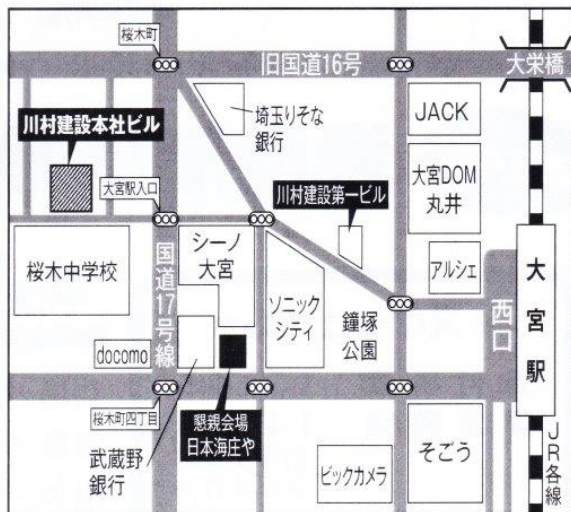 桜木町
旧国道16号
大栄橋
川村建設本社ビル
埼玉りそな
銀行
JACK
大宮DOM
丸井
大宮駅入口
川村建設第一ビル
桜木中学校
国道17号線
シーノ
大宮
ソニック
シティ
鐘塚
公園
アルシェ
西口
大宮駅
docomo
桜木町四丁目
武蔵野
銀行
懇親会場
日本海庄や
ビックカメラ
そごう
JR各線